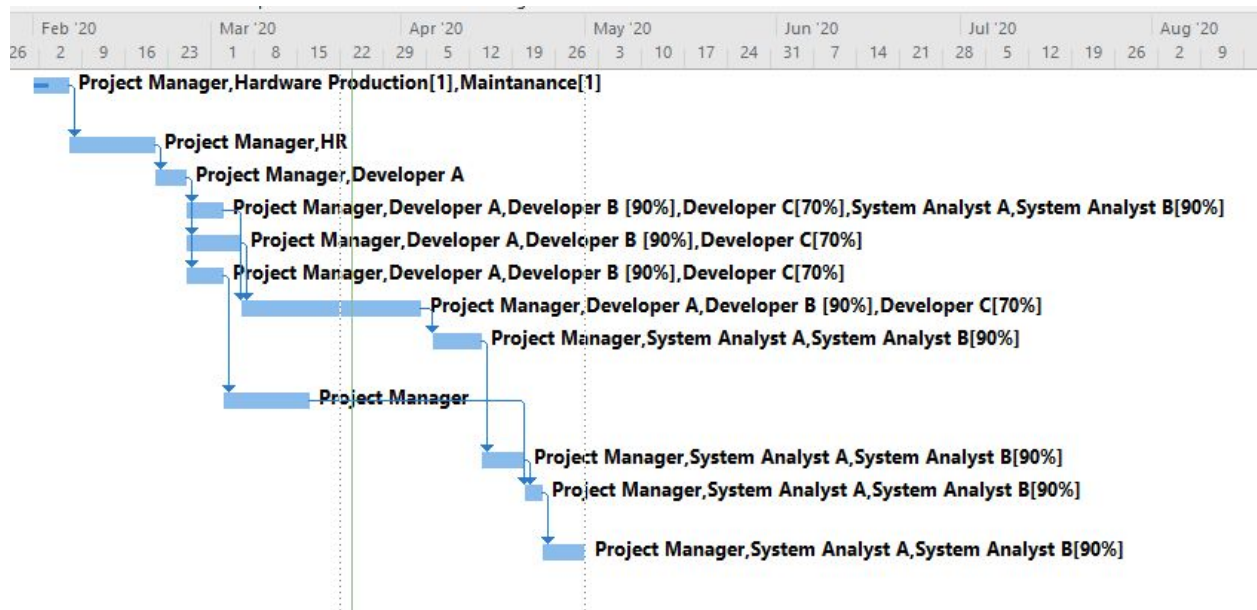 Feb '20 Mar '20 Apr '20 May '20 Jun '20 Jul '20 Aug '20
26 2 9 16 23 1 8 15 22 29 5 12 19 26 3 10 17 24 31 7 14 21 28 5 12 19 26 2 9
Project Manager,Hardware Production[1],Maintanance[1]
Project Manager,HR
Project Manager,Developer A
Project Manager,Developer A,Developer B [90%],Developer C[70%],System Analyst A,System Analyst B[90%]
Project Manager,Developer A,Developer B [90%],Developer C[70%]
Project Manager,Developer A,Developer B [90%],Developer C[70%]
Project Manager,Developer A,Developer B [90%],Developer C[70%]
Project Manager,System Analyst A,System Analyst B[90%]
Project Manager
Project Manager,System Analyst A,System Analyst B[90%]
Project Manager,System Analyst A,System Analyst B[90%]
Project Manager,System Analyst A,System Analyst B[90%]